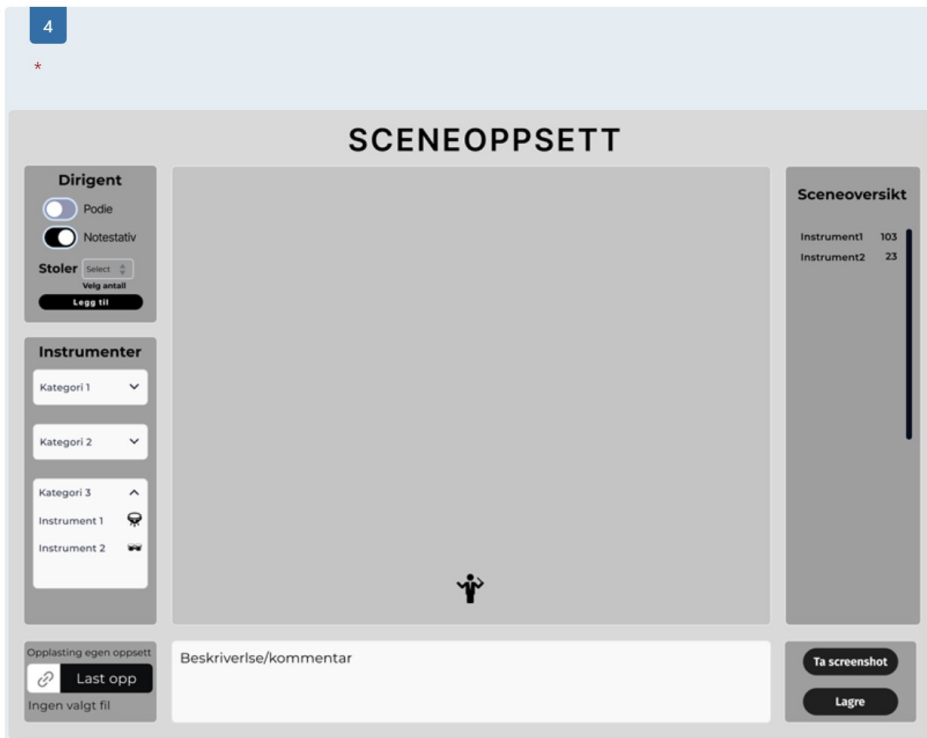 4
*
SCENEOPPSETT
Dirigent
Podie
Notestativ
Stoler Select
Velg antall
Legg til
Instrumenter
Kategori 1
Kategori 2
Kategori 3
Instrument 1
Instrument 2
Sceneoversikt
Instrument1 103
Instrument2 23
Opplasting egen oppsett
Last opp
Ingen valgt fil
Beskriverlse/kommentar
Ta screenshot
Lagre